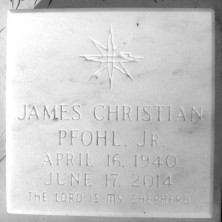 JAMES CHRISTIAN
PFOHL, JR.
APRIL 16, 1940
JUNE 17, 2014
THE LORD IS MY SHEPHERD